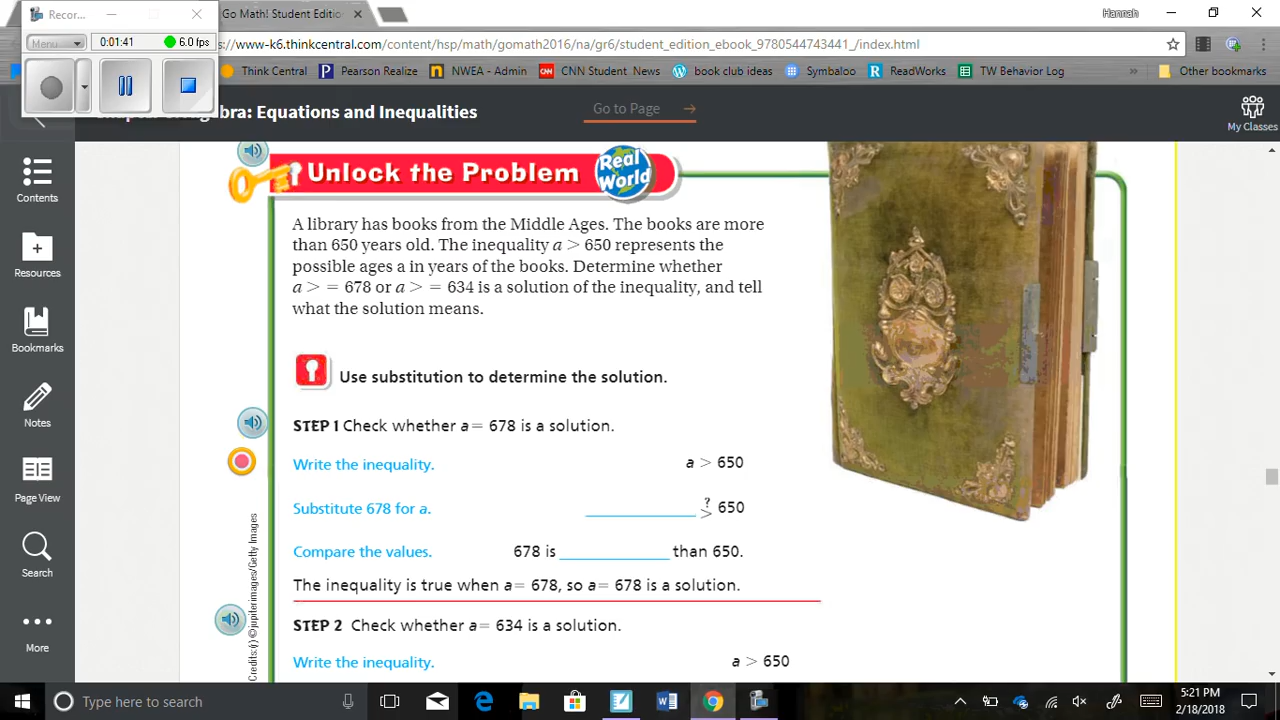 Recor...
Go Math! Student Editio
Hannah
Menu
0:01:41
6.0 fps
s://www-k6.thinkcentral.com/content/hsp/math/gomath2016/na/gr6/student_edition_ebook_9780544743441_/index.html
Think Central
Pearson Realize
NWEA - Admin
CNN Student News
book club ideas
Symbaloo
ReadWorks
TW Behavior Log
»
Other bookmarks
bra: Equations and Inequalities
Go to Page
My Classes
Contents
Resources
Bookmarks
Notes
Page View
Search
More
Unlock the Problem
Real
World
A library has books from the Middle Ages. The books are more
than 650 years old. The inequality a > 650 represents the
possible ages a in years of the books. Determine whether
a > = 678 or a > = 634 is a solution of the inequality, and tell
what the solution means.
Use substitution to determine the solution.
STEP 1 Check whether a = 678 is a solution.
Write the inequality. a > 650
Substitute 678 for a. __________ ?> 650
Compare the values. 678 is __________ than 650.
The inequality is true when a = 678, so a = 678 is a solution.
STEP 2 Check whether a = 634 is a solution.
Write the inequality. a > 650
Credits:(r) ©jupiterimages/Getty Images
Type here to search
5:21 PM
2/18/2018